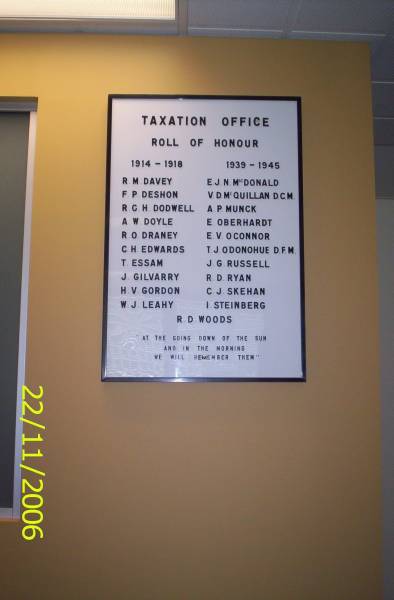 TAXATION OFFICE
ROLL OF HONOUR
1914 - 1918
R M DAVEY
F P DESHON
R G H DODWELL
A W DOYLE
R O DRANEY
C H EDWARDS
T ESSAM
J GILVARRY
H V GORDON
W J LEAHY
1939 - 1945
E J N McDONALD
V D McQUILLAN D.C.M.
A P MUNCK
E OBERHARDT
E V O'CONNOR
T J ODONOHUE D.F.M.
J G RUSSELL
R D RYAN
C J SKEHAN
I STEINBERG
R D WOODS
"AT THE GOING DOWN OF THE SUN
AND IN THE MORNING
WE WILL REMEMBER THEM"
22/11/2006